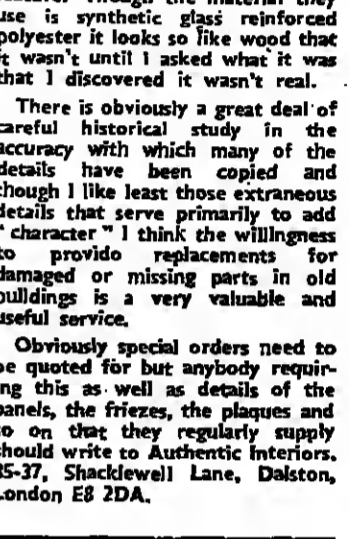 use is synthetic glass reinforced
polyester it looks so like wood that
it wasn't until I asked what it was
that I discovered it wasn't real.
There is obviously a great deal of
careful historical study in the
accuracy with which many of the
details have been copied and
though I like least those extraneous
details that serve primarily to add
"character" I think the willingness
to provido replacements for
damaged or missing parts in old
buildings is a very valuable and
useful service.
Obviously special orders need to
be quoted for but anybody requir-
ing this as well as details of the
panels, the friezes, the plaques and
so on that they regularly supply
should write to Authentic Interiors.
35-37, Shacklewell Lane, Dalston,
London E8 2DA.